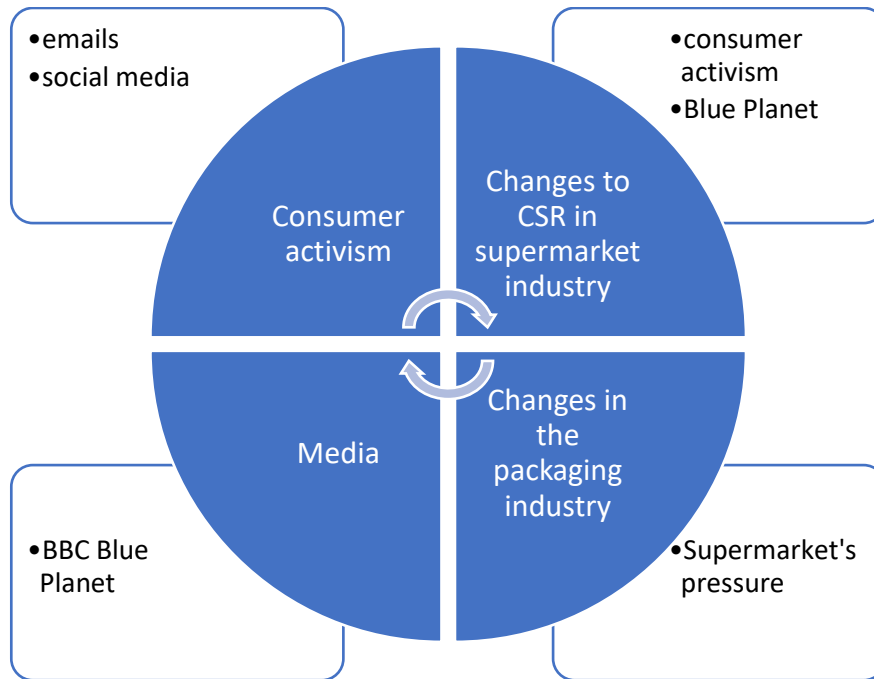 •emails
•social media
•consumer
activism
•Blue Planet
Consumer
activism
Changes to
CSR in
supermarket
industry
Media
Changes in
the
packaging
industry
•BBC Blue
Planet
•Supermarket's
pressure